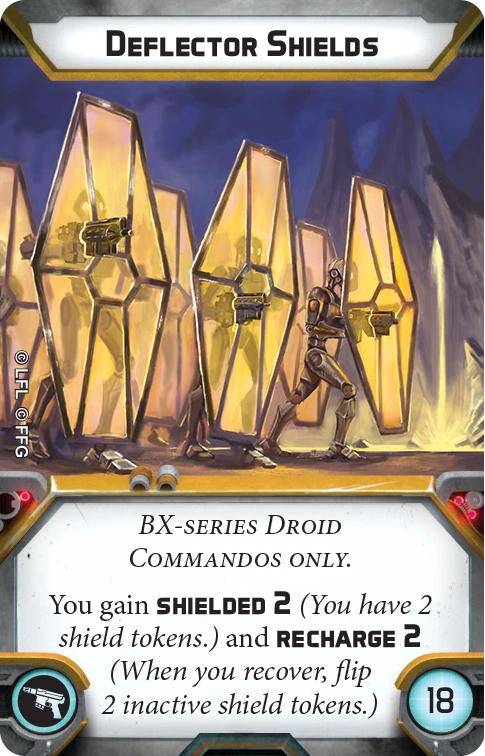 Deflector Shields
© LFL © FFG
BX-series Droid
Commandos only.
You gain shielded 2 (You have 2
shield tokens.) and recharge 2
(When you recover, flip
2 inactive shield tokens.)
18